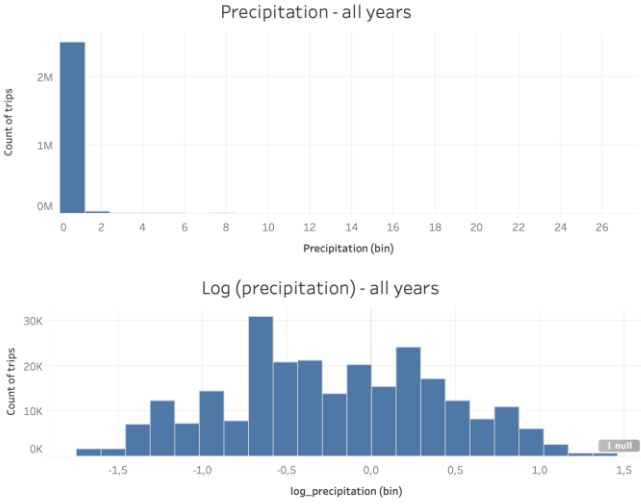 Precipitation - all years
Count of trips
2M
1M
0M
0 2 4 6 8 10 12 14 16 18 20 22 24 26
Precipitation (bin)
Log (precipitation) - all years
Count of trips
30K
20K
10K
0K
1 null
-1,5 -1,0 -0,5 0,0 0,5 1,0 1,5
log_precipitation (bin)